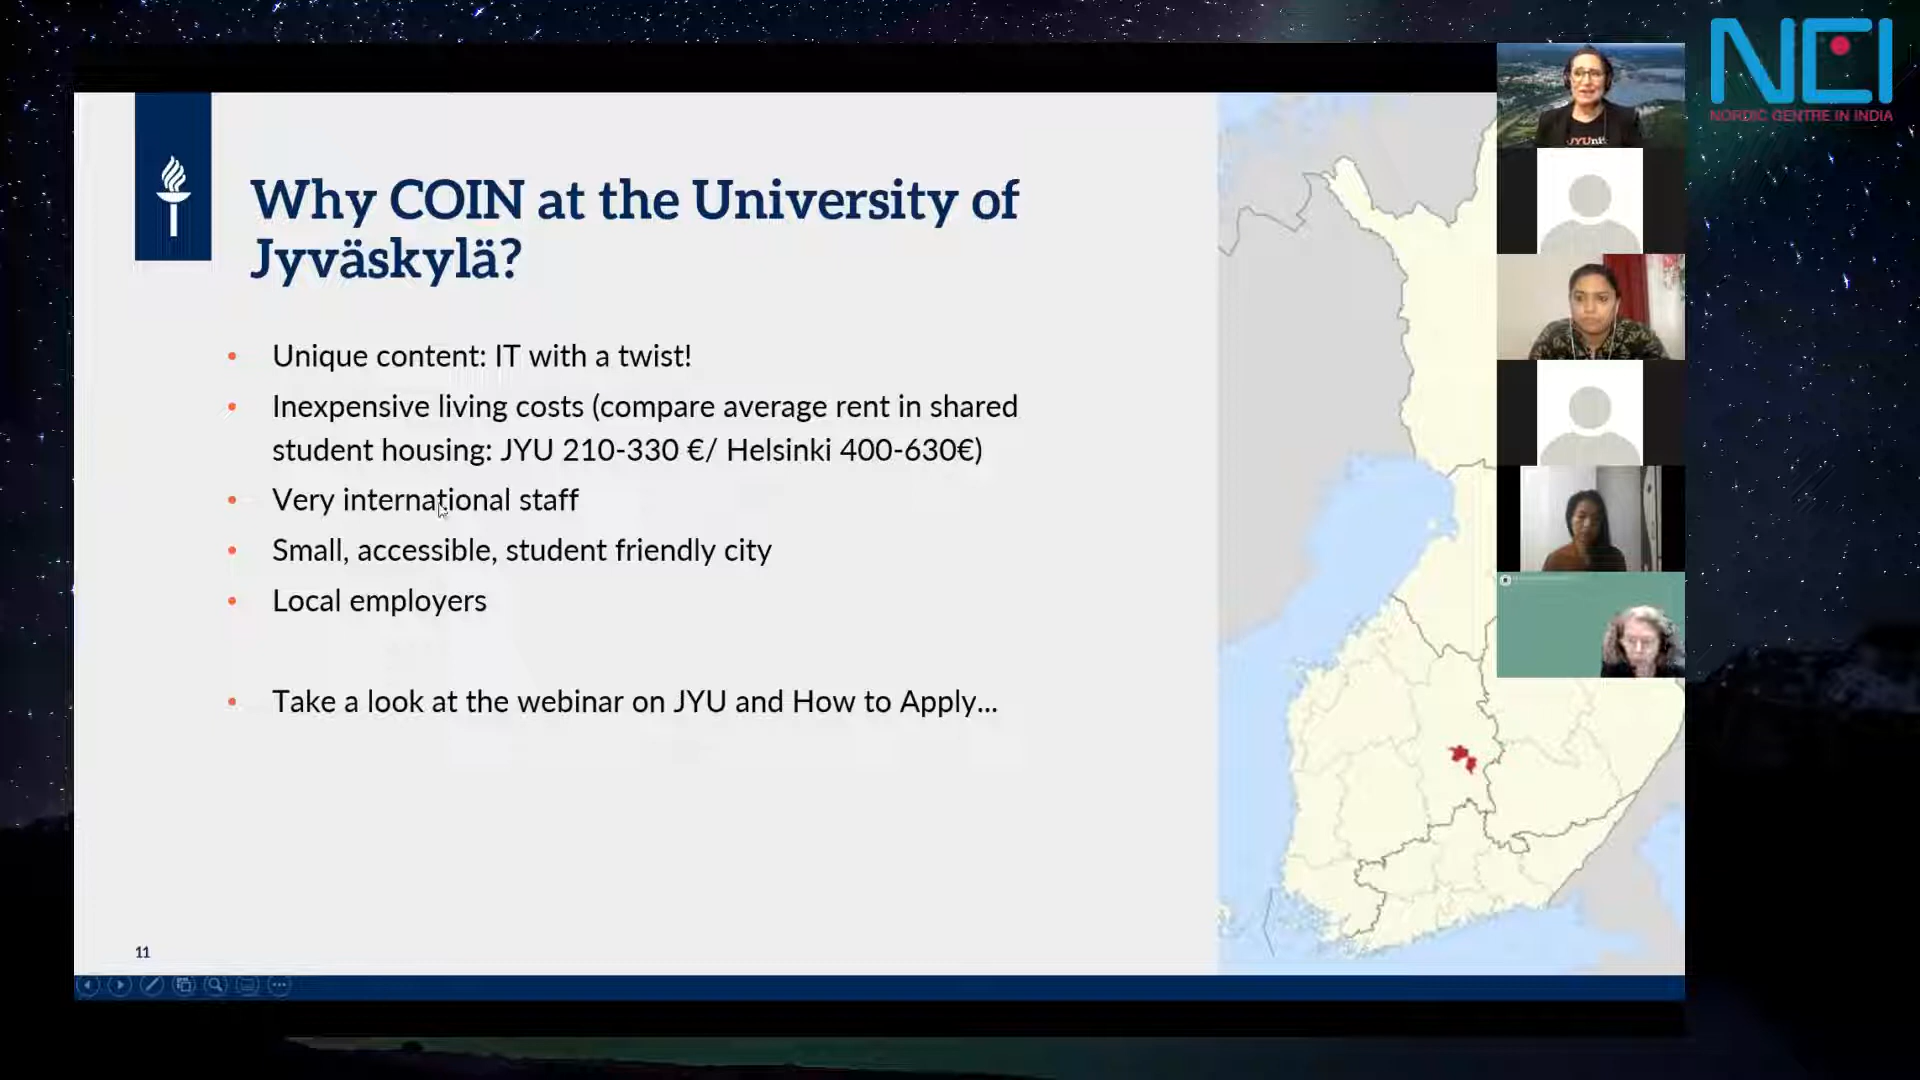 NCI
NORDIC CENTRE IN INDIA
Why COIN at the University of
Jyväskylä?
• Unique content: IT with a twist!
• Inexpensive living costs (compare average rent in shared
student housing: JYU 210-330 €/ Helsinki 400-630€)
• Very international staff
• Small, accessible, student friendly city
• Local employers
• Take a look at the webinar on JYU and How to Apply...
11